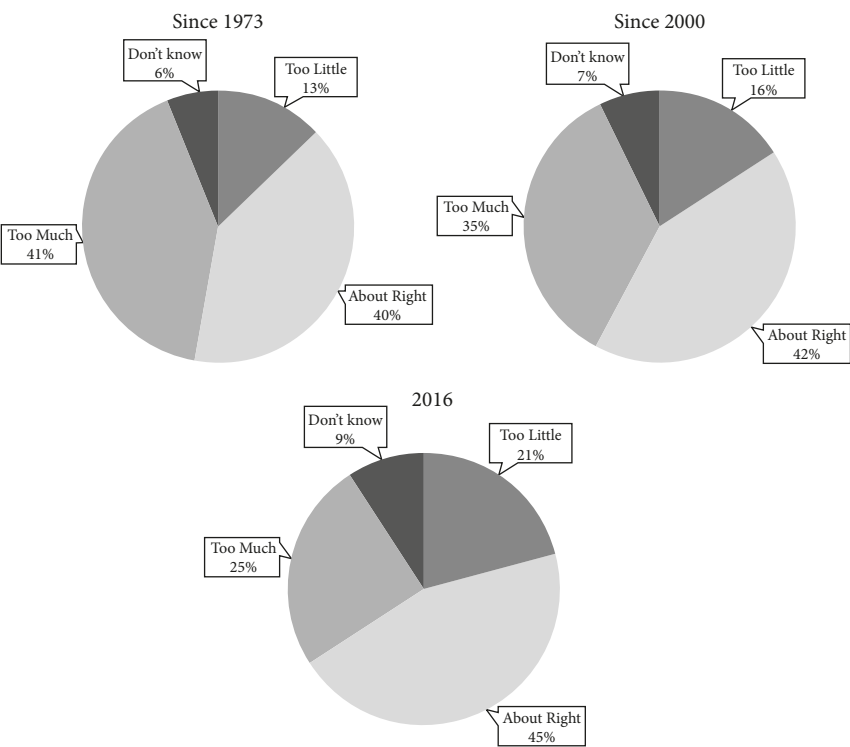 Since 1973
Don't know
6%
Too Little
13%
Too Much
41%
About Right
40%
Since 2000
Don't know
7%
Too Little
16%
Too Much
35%
About Right
42%
2016
Don't know
9%
Too Little
21%
Too Much
25%
About Right
45%